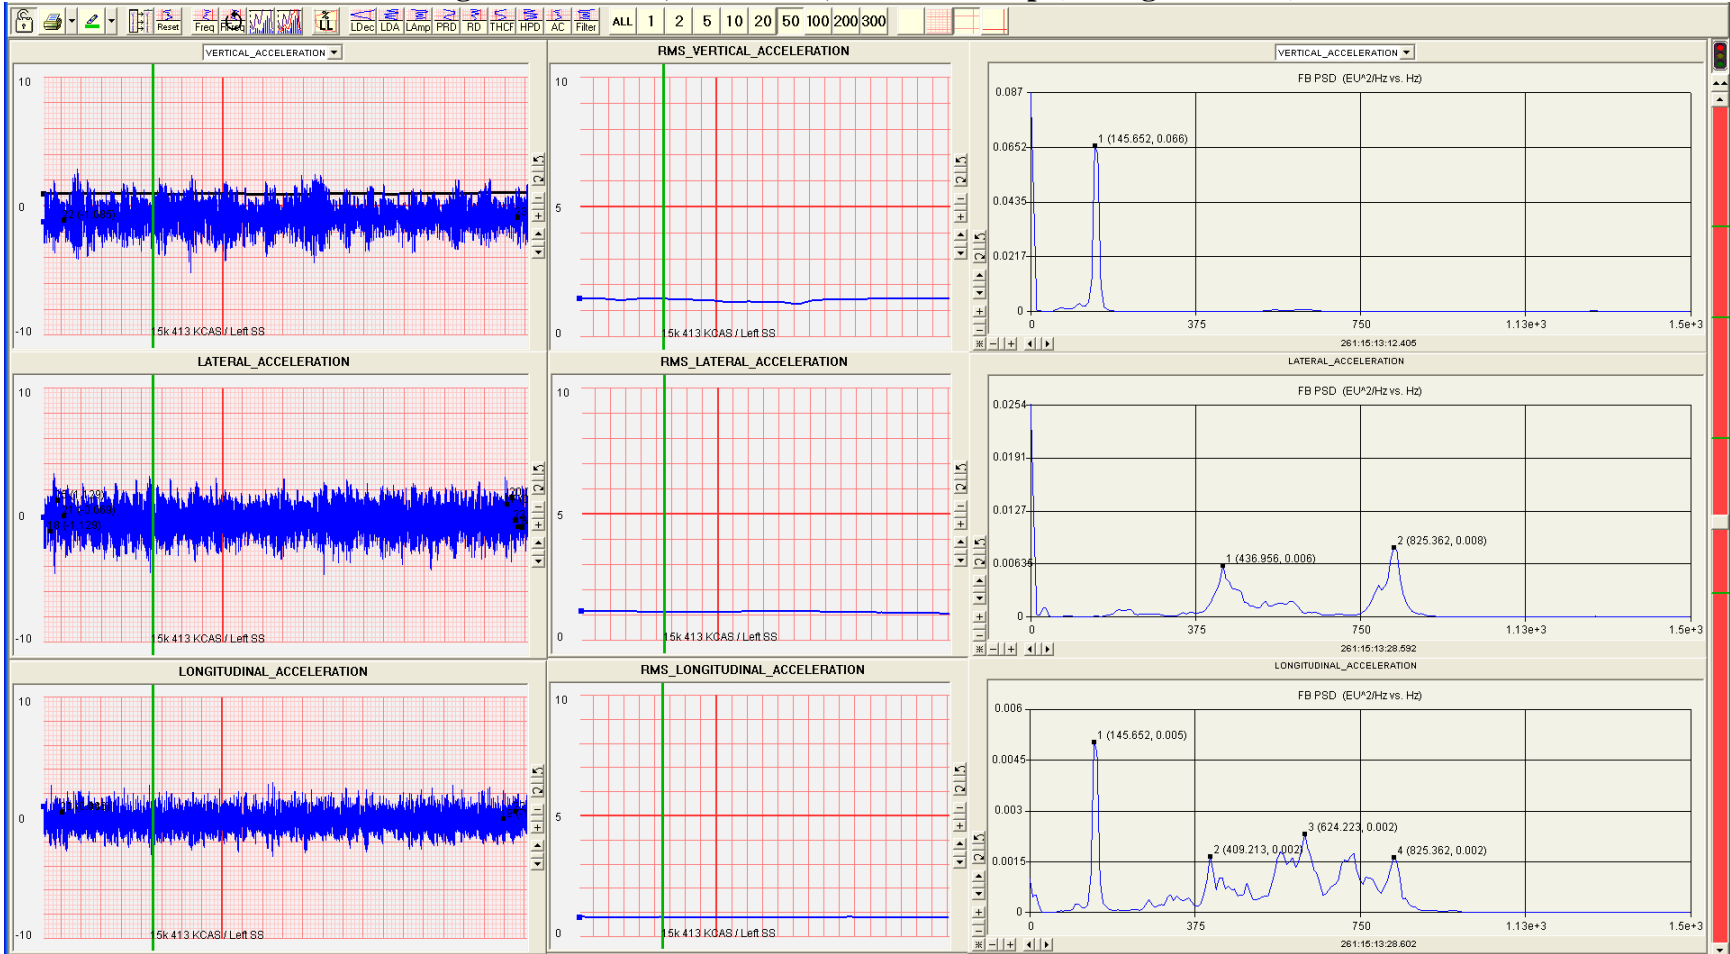 Reset Freq LL LDec LDA LAmp PRD RD THCF HPD AC Filter ALL 1 2 5 10 20 50 100 200 300
VERTICAL_ACCELERATION
10
0
-10
15k 413 KCAS / Left SS
RMS_VERTICAL_ACCELERATION
10
5
0
15k 413 KCAS / Left SS
VERTICAL_ACCELERATION
FB PSD (EU^2/Hz vs. Hz)
0.087
0.0652
0.0435
0.0217
0
1 (145.652, 0.066)
0 375 750 1.13e+3 1.5e+3
261:15:13:12.405
LATERAL_ACCELERATION
10
0
-10
15k 413 KCAS / Left SS
RMS_LATERAL_ACCELERATION
10
5
0
15k 413 KCAS / Left SS
LATERAL_ACCELERATION
FB PSD (EU^2/Hz vs. Hz)
0.0254
0.0191
0.0127
0.00635
0
1 (436.956, 0.006)
2 (825.362, 0.008)
0 375 750 1.13e+3 1.5e+3
261:15:13:28.592
LONGITUDINAL_ACCELERATION
10
0
-10
15k 413 KCAS / Left SS
RMS_LONGITUDINAL_ACCELERATION
10
5
0
15k 413 KCAS / Left SS
LONGITUDINAL_ACCELERATION
FB PSD (EU^2/Hz vs. Hz)
0.006
0.0045
0.003
0.0015
0
1 (145.652, 0.005)
2 (409.213, 0.002)
3 (624.223, 0.002)
4 (825.362, 0.002)
0 375 750 1.13e+3 1.5e+3
261:15:13:28.602